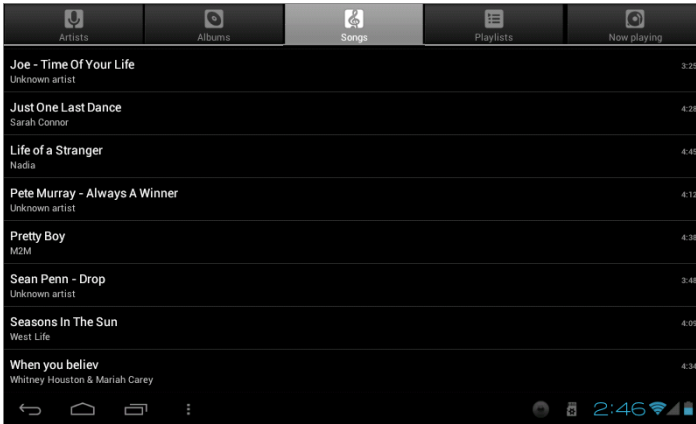 Artists
Albums
Songs
Playlists
Now playing
Joe - Time Of Your Life
3:25
Unknown artist
Just One Last Dance
4:28
Sarah Connor
Life of a Stranger
4:45
Nadia
Pete Murray - Always A Winner
4:12
Unknown artist
Pretty Boy
4:38
M2M
Sean Penn - Drop
3:48
Unknown artist
Seasons In The Sun
4:09
West Life
When you believ
4:34
Whitney Houston & Mariah Carey
2:46